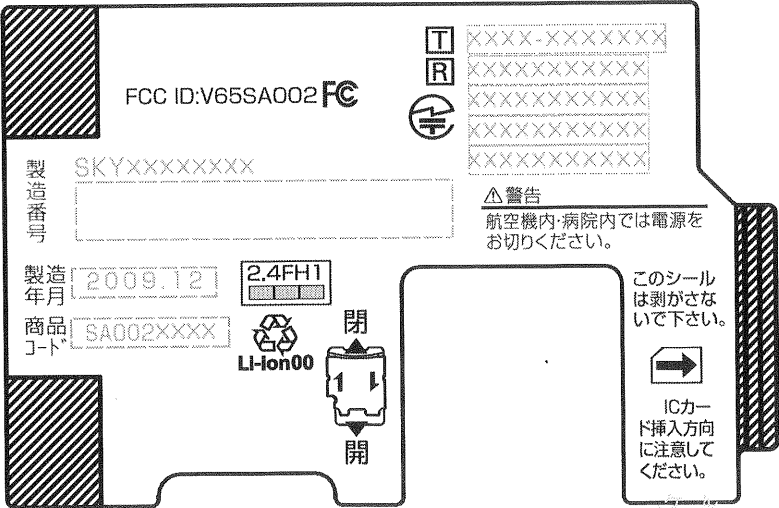 T XXXX-XXXXXXX
R XXXXXXXXXXX
XXXXXXXXXXX
XXXXXXXXXXX
XXXXXXXXXXX
FCC ID:V65SA002 FC
製造番号
SKYXXXXXXXX
⚠警告
航空機内・病院内では電源を
お切りください。
製造
年月
2009.12
2.4FH1
商品
コード
SA002XXXX
Li-ion00
閉
開
このシール
は剥がさな
いで下さい。
ICカー
ド挿入方向
に注意して
ください。